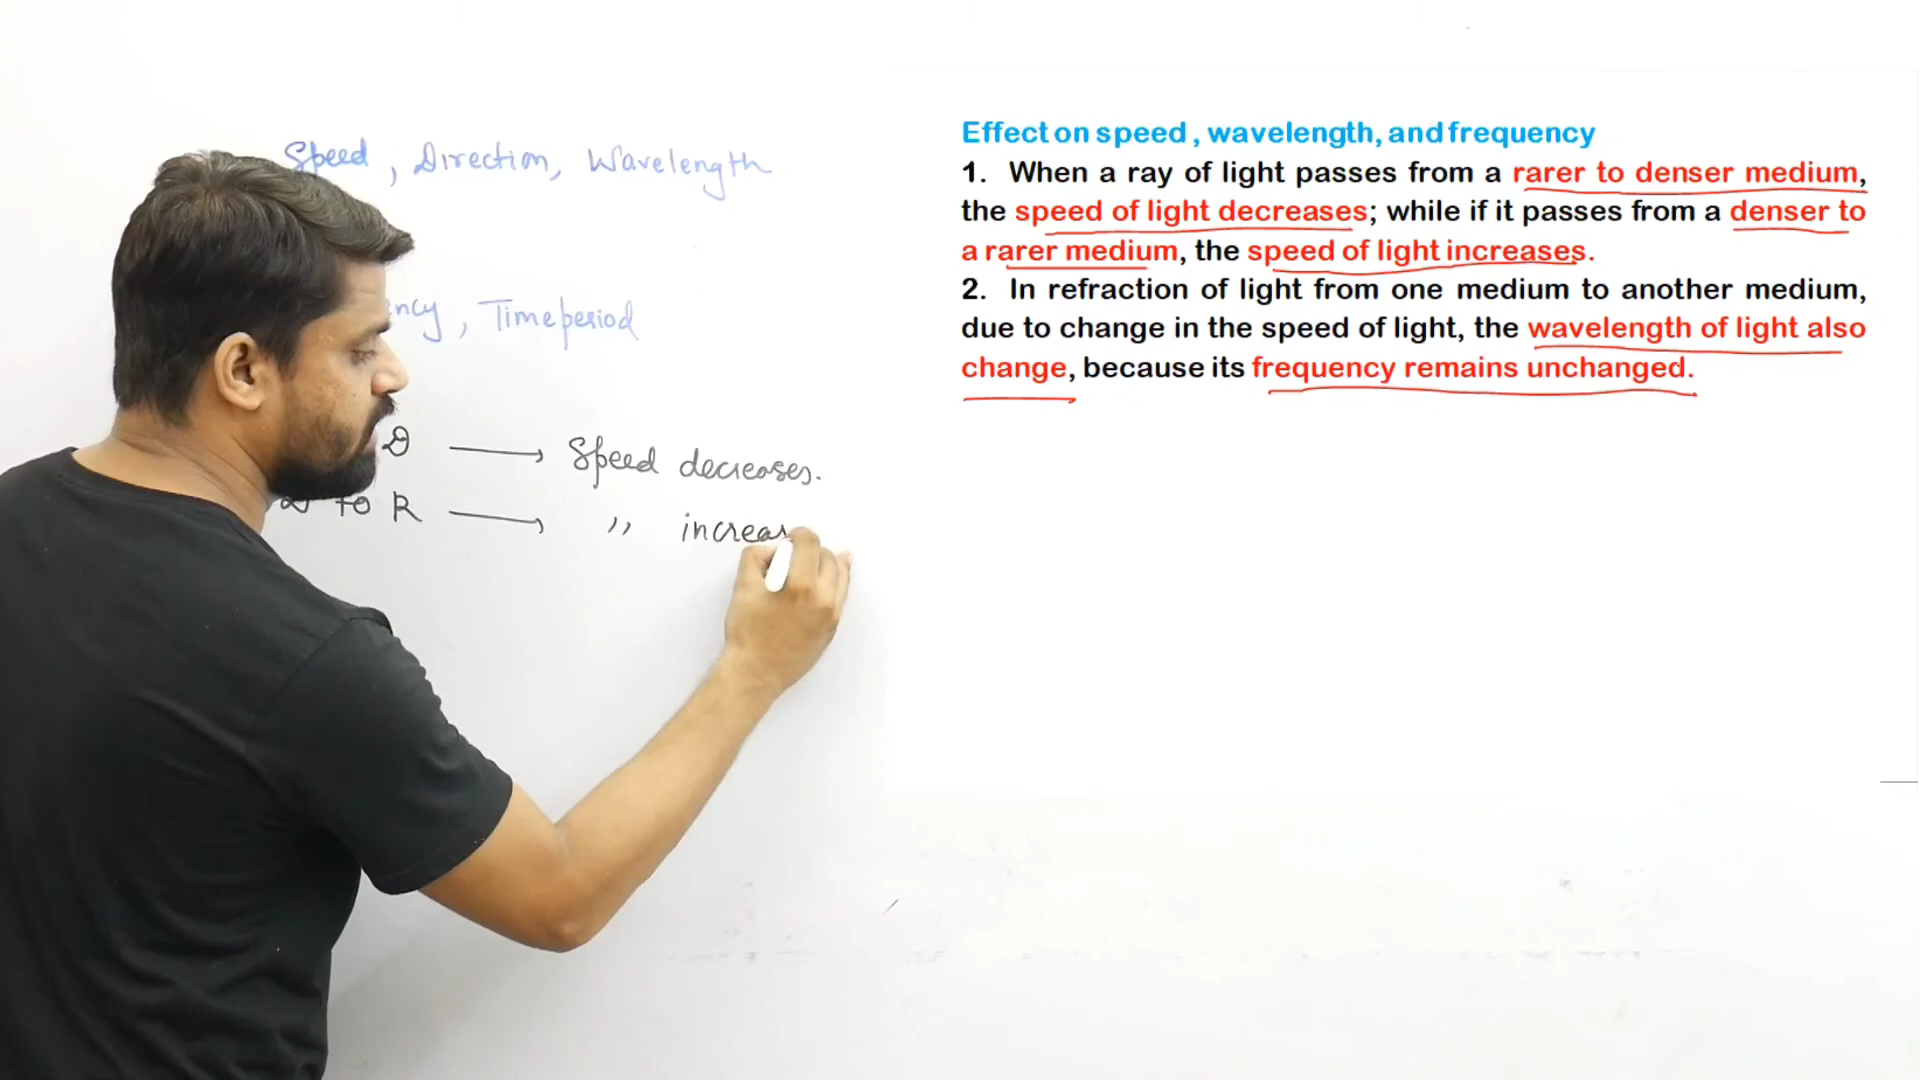 Speed, Direction, Wavelength
, Timeperiod
D → Speed decreases.
to R → ,, increas
Effect on speed , wavelength, and frequency
1. When a ray of light passes from a rarer to denser medium,
the speed of light decreases; while if it passes from a denser to
a rarer medium, the speed of light increases.
2. In refraction of light from one medium to another medium,
due to change in the speed of light, the wavelength of light also
change, because its frequency remains unchanged.